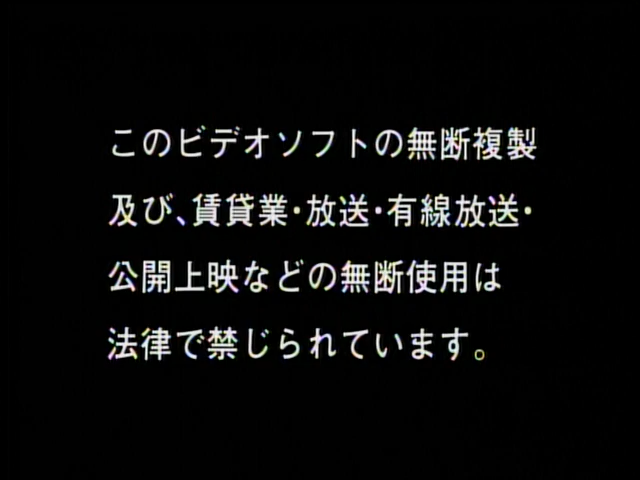 このビデオソフトの無断複製
及び、賃貸業・放送・有線放送・
公開上映などの無断使用は
法律で禁じられています。